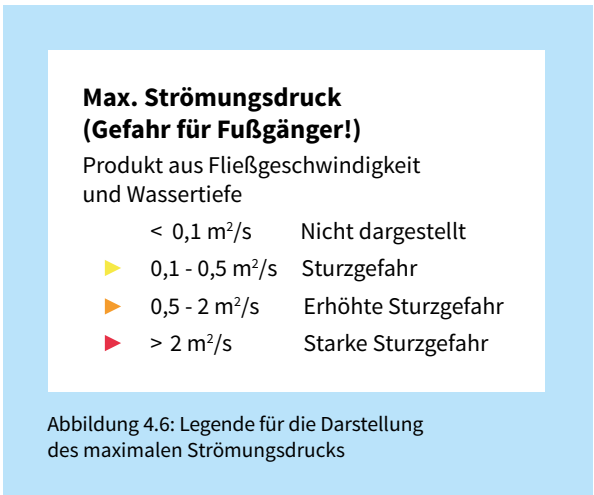 Max. Strömungsdruck
(Gefahr für Fußgänger!)
Produkt aus Fließgeschwindigkeit
und Wassertiefe
< 0,1 m²/s Nicht dargestellt
0,1 - 0,5 m²/s Sturzgefahr
0,5 - 2 m²/s Erhöhte Sturzgefahr
> 2 m²/s Starke Sturzgefahr
Abbildung 4.6: Legende für die Darstellung
des maximalen Strömungsdrucks